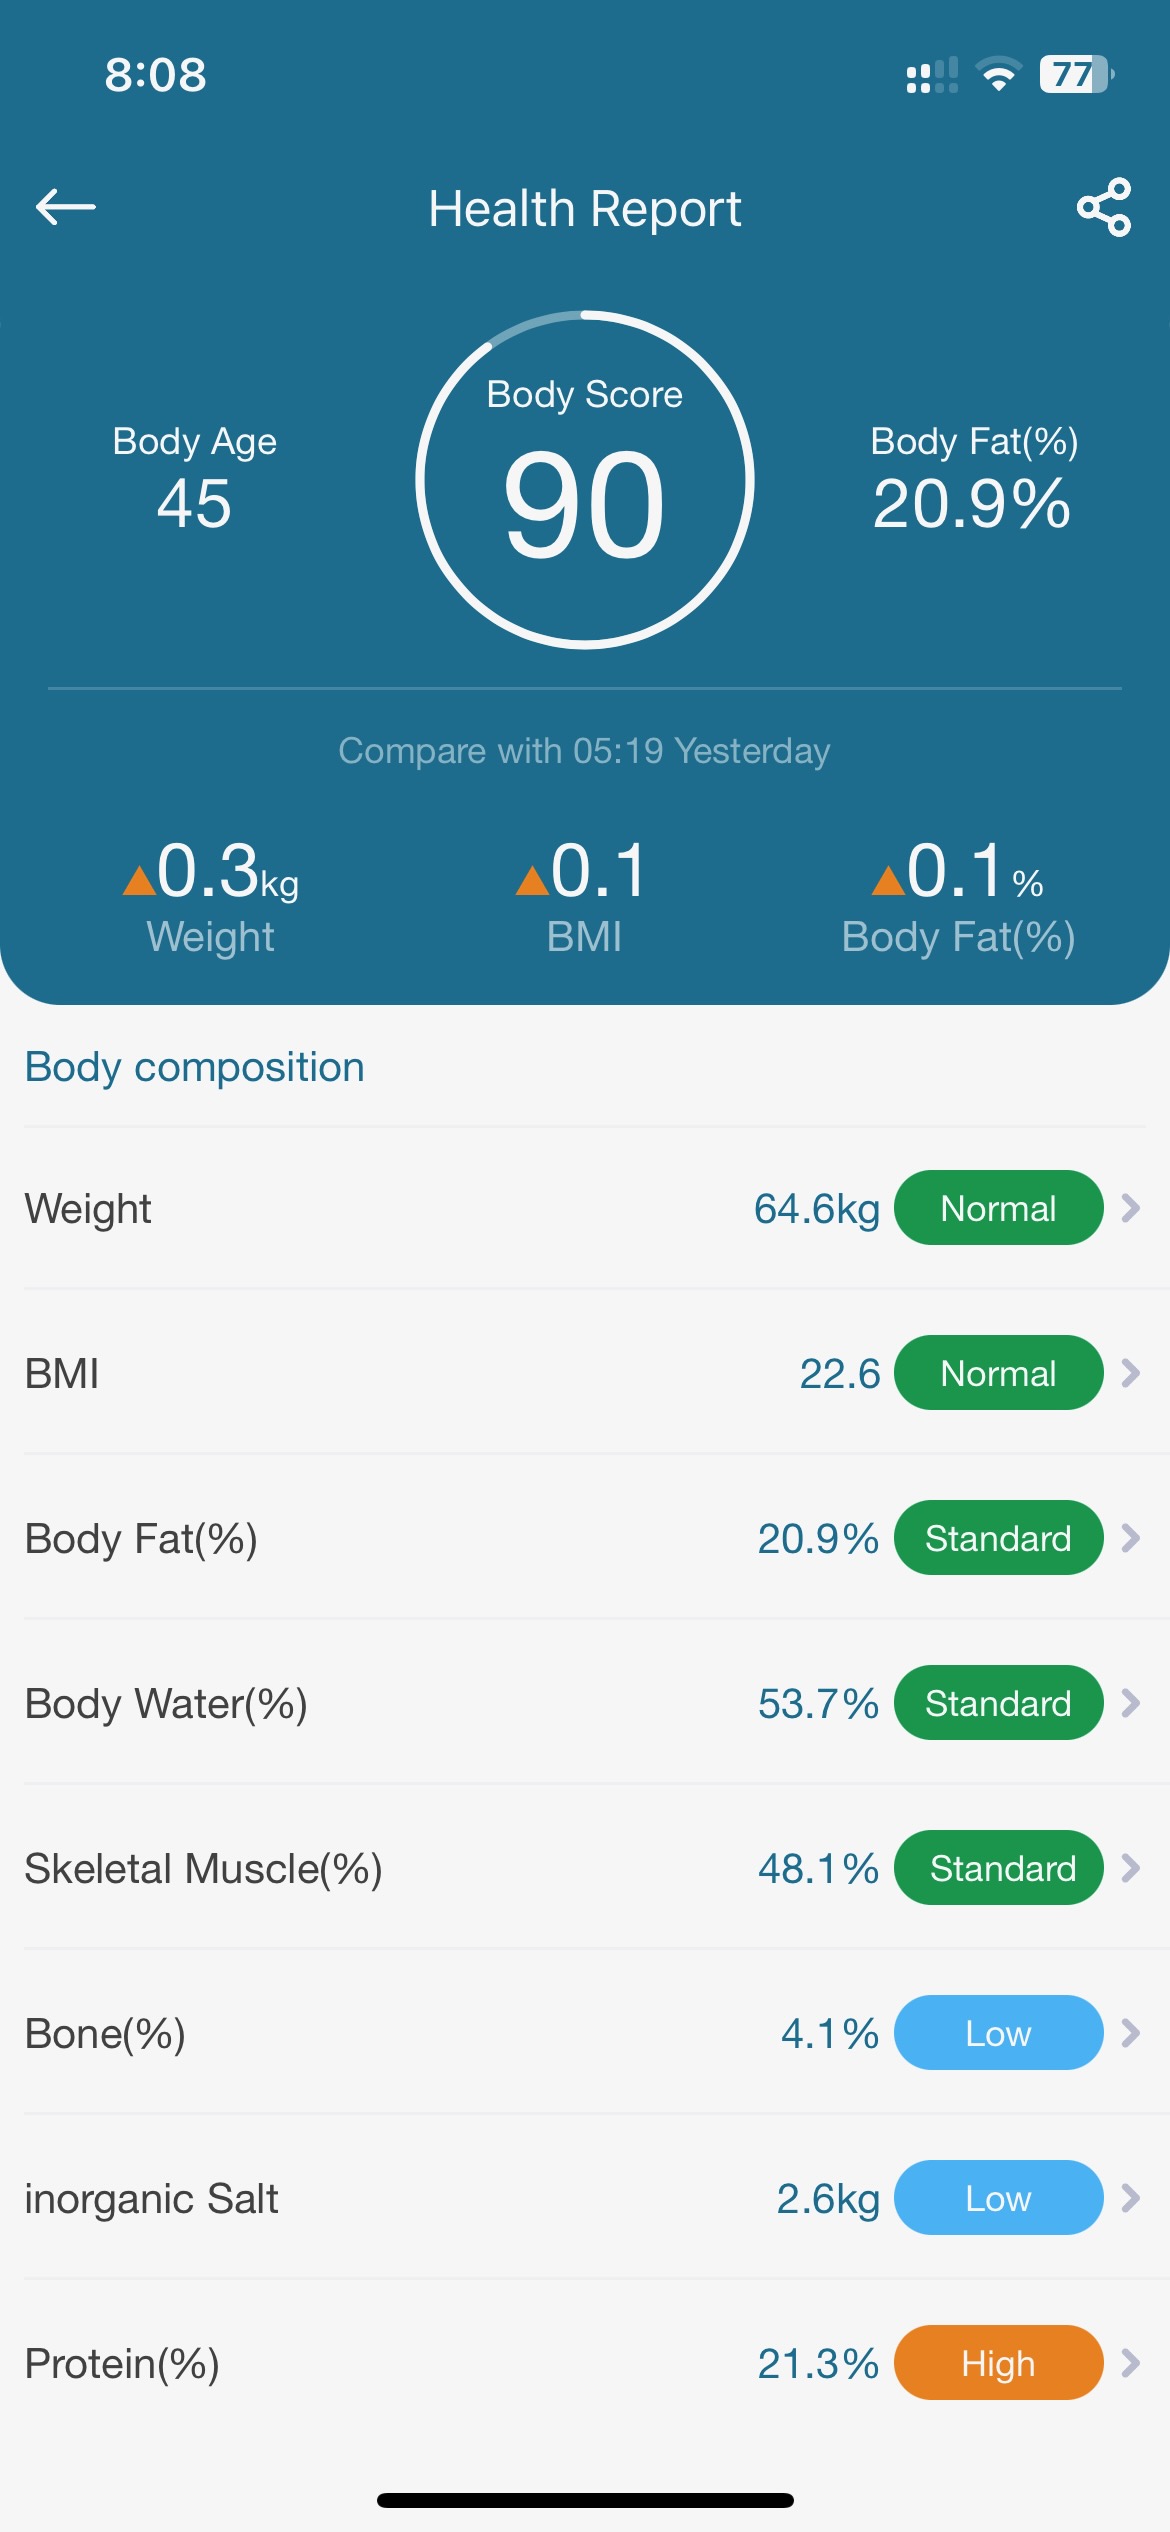 8:08
77
Health Report
Body Score
90
Body Age
45
Body Fat(%)
20.9%
Compare with 05:19 Yesterday
▲0.3kg
Weight
▲0.1
BMI
▲0.1%
Body Fat(%)
Body composition
Weight 64.6kg Normal
BMI 22.6 Normal
Body Fat(%) 20.9% Standard
Body Water(%) 53.7% Standard
Skeletal Muscle(%) 48.1% Standard
Bone(%) 4.1% Low
inorganic Salt 2.6kg Low
Protein(%) 21.3% High